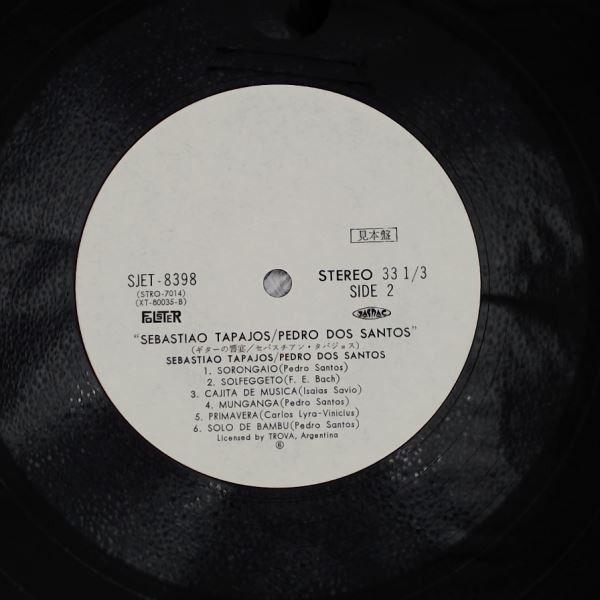 見本盤
SJET-8398
(STRO-7014)
(XT-80035-B)
POLSTER
STEREO 33 1/3
SIDE 2
"SEBASTIAO TAPAJOS/PEDRO DOS SANTOS"
(ギターの饗宴/セバスチアン・タパジョス)
SEBASTIAO TAPAJOS/PEDRO DOS SANTOS
1. SORONGAIO(Pedro Santos)
2. SOLFEGGETO(F. E. Bach)
3. CAJITA DE MUSICA(Isaias Savio)
4. MUNGANGA(Pedro Santos)
5. PRIMAVERA(Carlos Lyra-Vinicius)
6. SOLO DE BAMBU(Pedro Santos)
Licensed by TROVA, Argentina